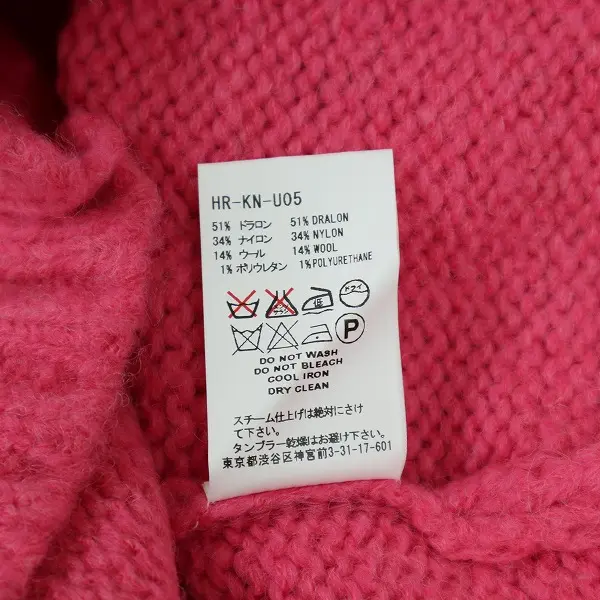 HR-KN-U05
51% ドラロン 51% DRALON
34% ナイロン 34% NYLON
14% ウール 14% WOOL
1% ポリウレタン 1% POLYURETHANE
低 ドライ
P
DO NOT WASH
DO NOT BLEACH
COOL IRON
DRY CLEAN
スチーム仕上げは絶対にさけ
て下さい。
タンブラー乾燥はお避け下さい。
東京都渋谷区神宮前3-31-17-601